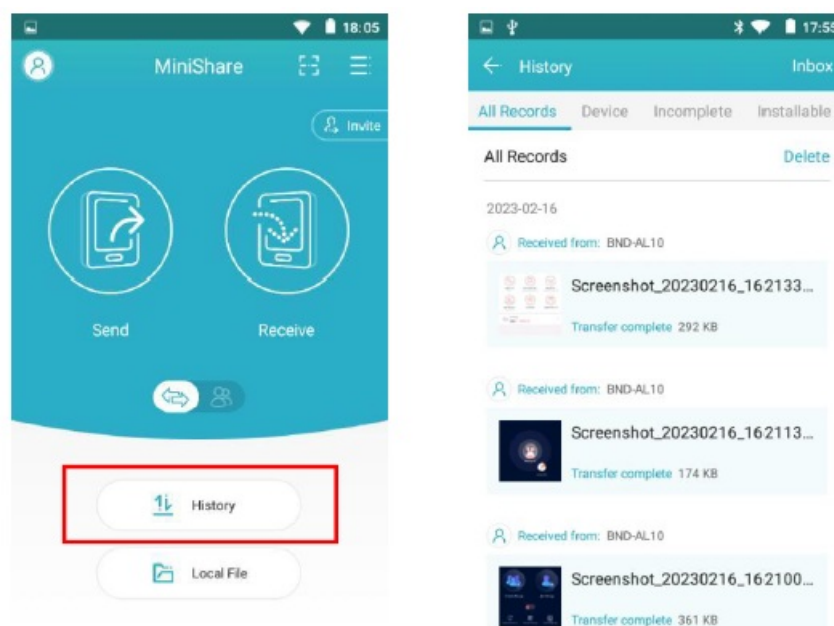 18:05
MiniShare
Invite
Send
Receive
History
Local File
17:55
History
Inbox
All Records Device Incomplete Installable
All Records Delete
2023-02-16
Received from: BND-AL10
Screenshot_20230216_162133...
Transfer complete 292 KB
Received from: BND-AL10
Screenshot_20230216_162113...
Transfer complete 174 KB
Received from: BND-AL10
Screenshot_20230216_162100...
Transfer complete 361 KB